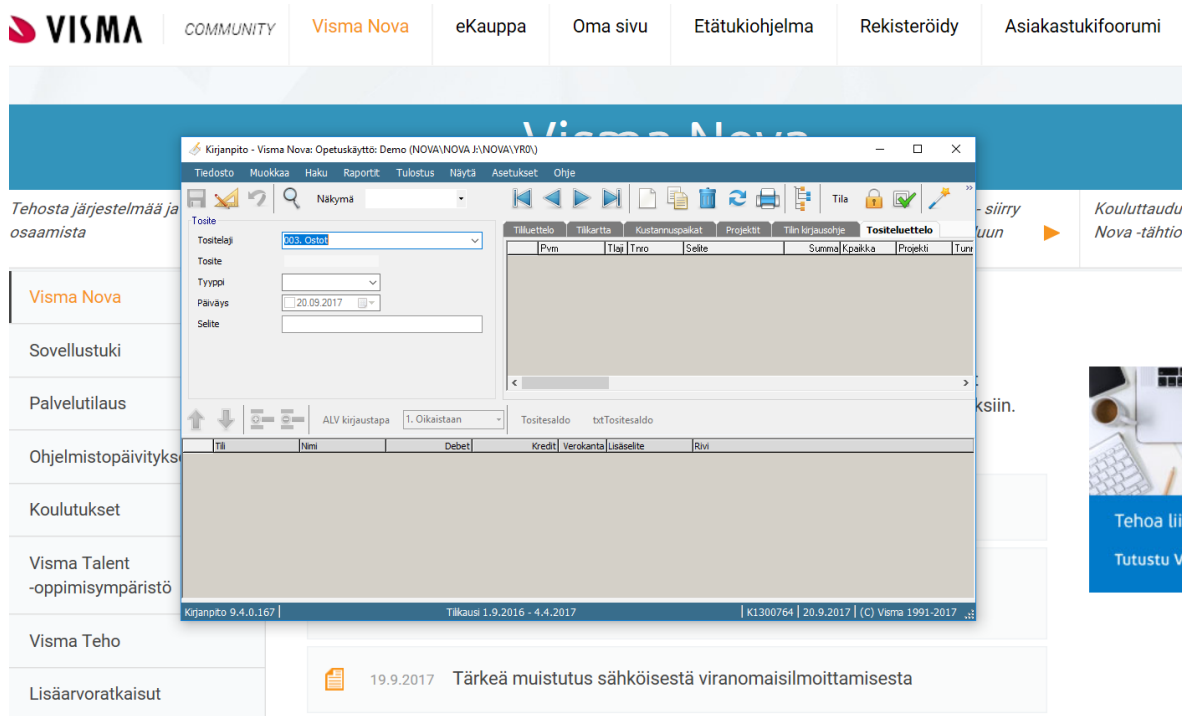 VISMA COMMUNITY Visma Nova eKauppa Oma sivu Etätukiohjelma Rekisteröidy Asiakastukifoorumi
Visma Nova
Tehosta järjestelmää ja
osaamista
- siirry
Kouluttaudu
Nova -tähtio
Kirjanpito - Visma Nova: Opetuskäyttö: Demo (NOVA\NOVA J:\NOVA\YR0\)
Tiedosto Muokkaa Haku Raportit Tulostus Näytä Asetukset Ohje
Näkymä Tila
Tosite
Tositelaji 003. Ostot
Tosite
Tyyppi
Päiväys 20.09.2017
Selite
Tililuettelo Tilikartta Kustannuspaikat Projektit Tilin kirjausohje Tositeluettelo
Pvm Tlaji Tnro Selite Summa Kpaikka Projekti
ALV kirjaustapa 1. Oikaistaan Tositesaldo txtTositesaldo
Tili Nimi Debet Kredit Verokanta Lisäselite Rivi
Kirjanpito 9.4.0.167 Tilikausi 1.9.2016 - 4.4.2017 K1300764 20.9.2017 (C) Visma 1991-2017
Visma Nova
Sovellustuki
Palvelutilaus
Ohjelmistopäivitykse
Koulutukset
Visma Talent
-oppimisympäristö
Visma Teho
Lisäarvoratkaisut
ksiin.
19.9.2017 Tärkeä muistutus sähköisestä viranomaisilmoittamisesta
Tehoa lii
Tutustu V